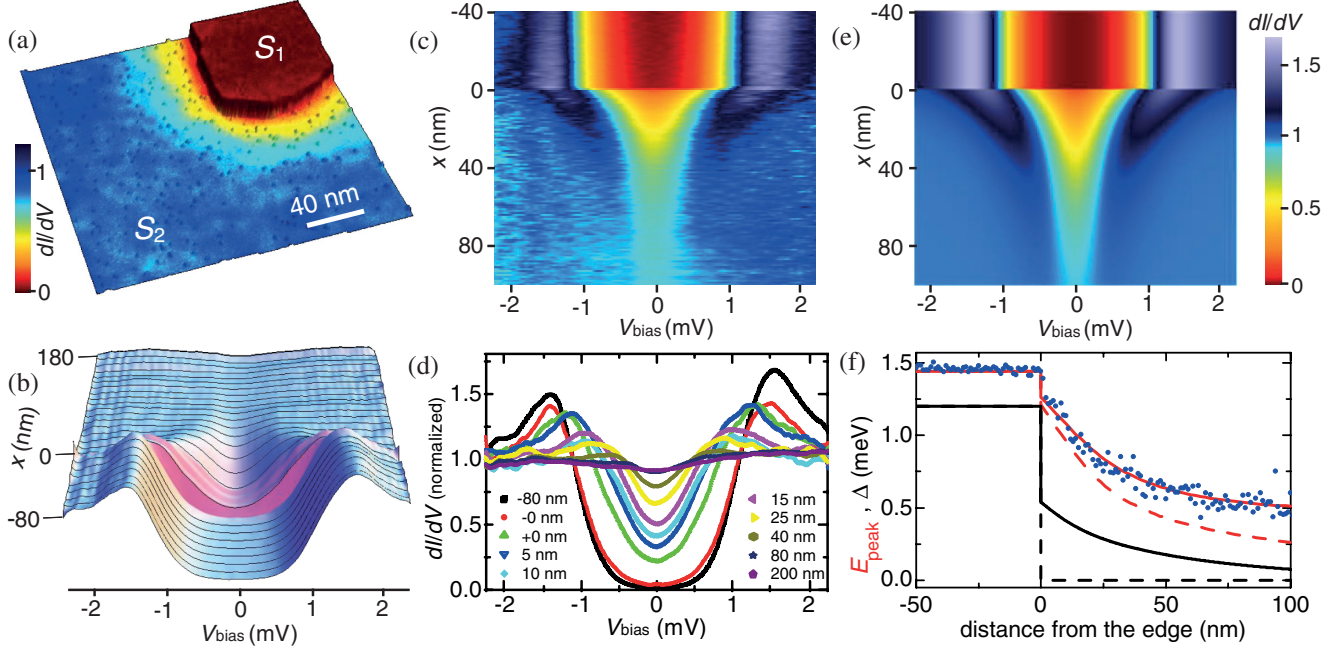 (a)
S1
S2
40 nm
dI/dV
1
0
(b)
180
0
-80
x (nm)
-2
-1
0
1
2
Vbias (mV)
(c)
-40
0
40
80
x (nm)
-2
-1
0
1
2
Vbias (mV)
(e)
-40
0
40
80
x (nm)
-2
-1
0
1
2
Vbias (mV)
dI/dV
1.5
1
0.5
0
(d)
1.5
1.0
0.5
0.0
dI/dV (normalized)
-80 nm
-0 nm
+0 nm
5 nm
10 nm
15 nm
25 nm
40 nm
80 nm
200 nm
-2
-1
0
1
2
Vbias (mV)
(f)
1.5
1.0
0.5
0.0
Epeak , Δ (meV)
-50
0
50
100
distance from the edge (nm)